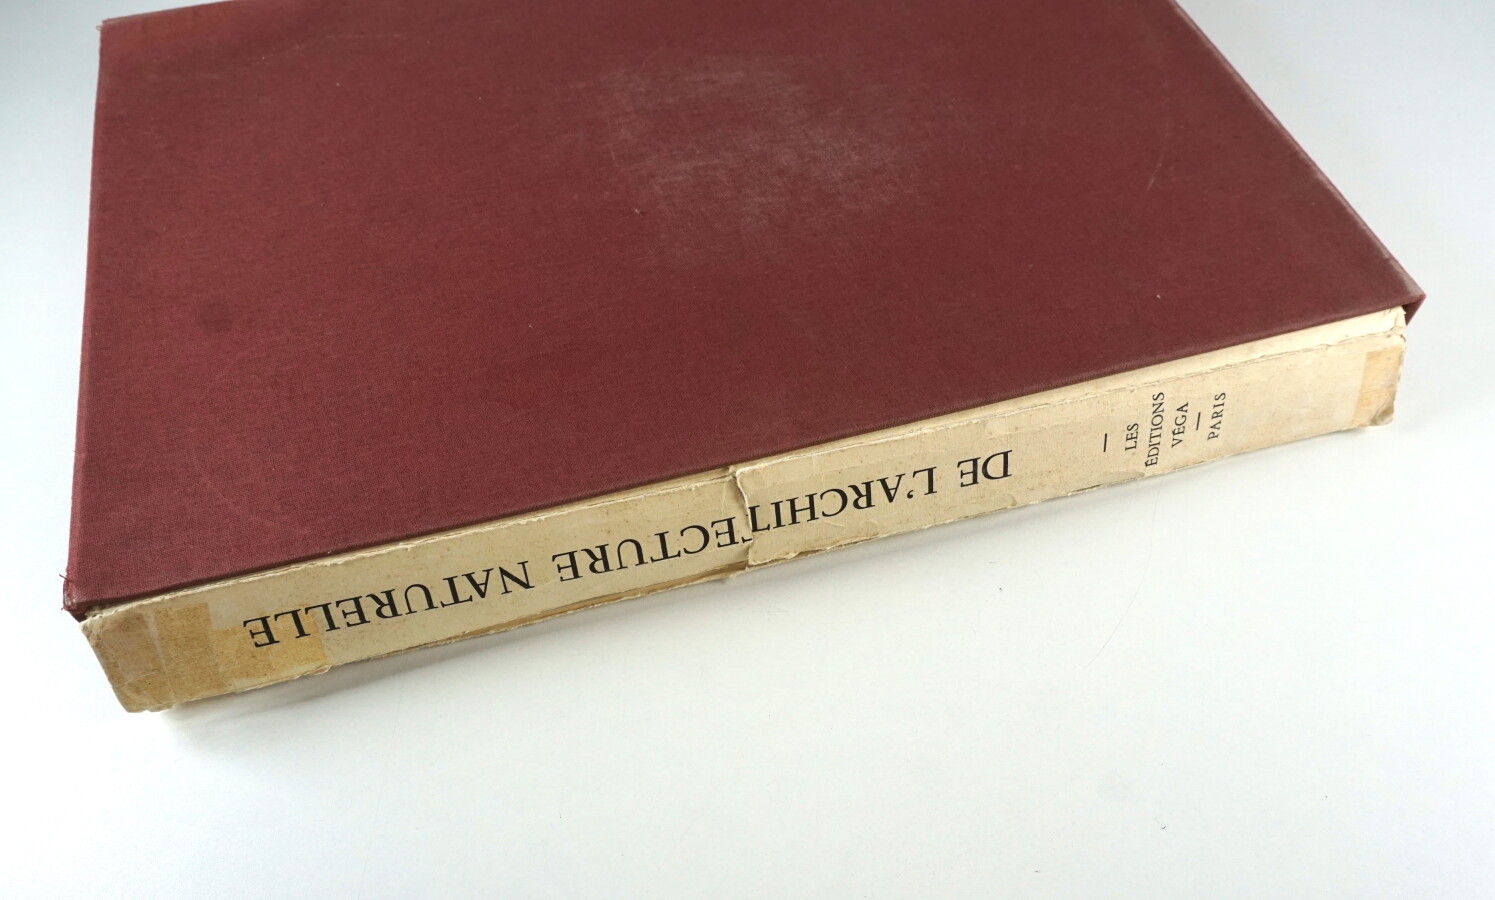 DE L'ARCHITECTURE NATURELLE
LES
ÉDITIONS
VÉGA
PARIS